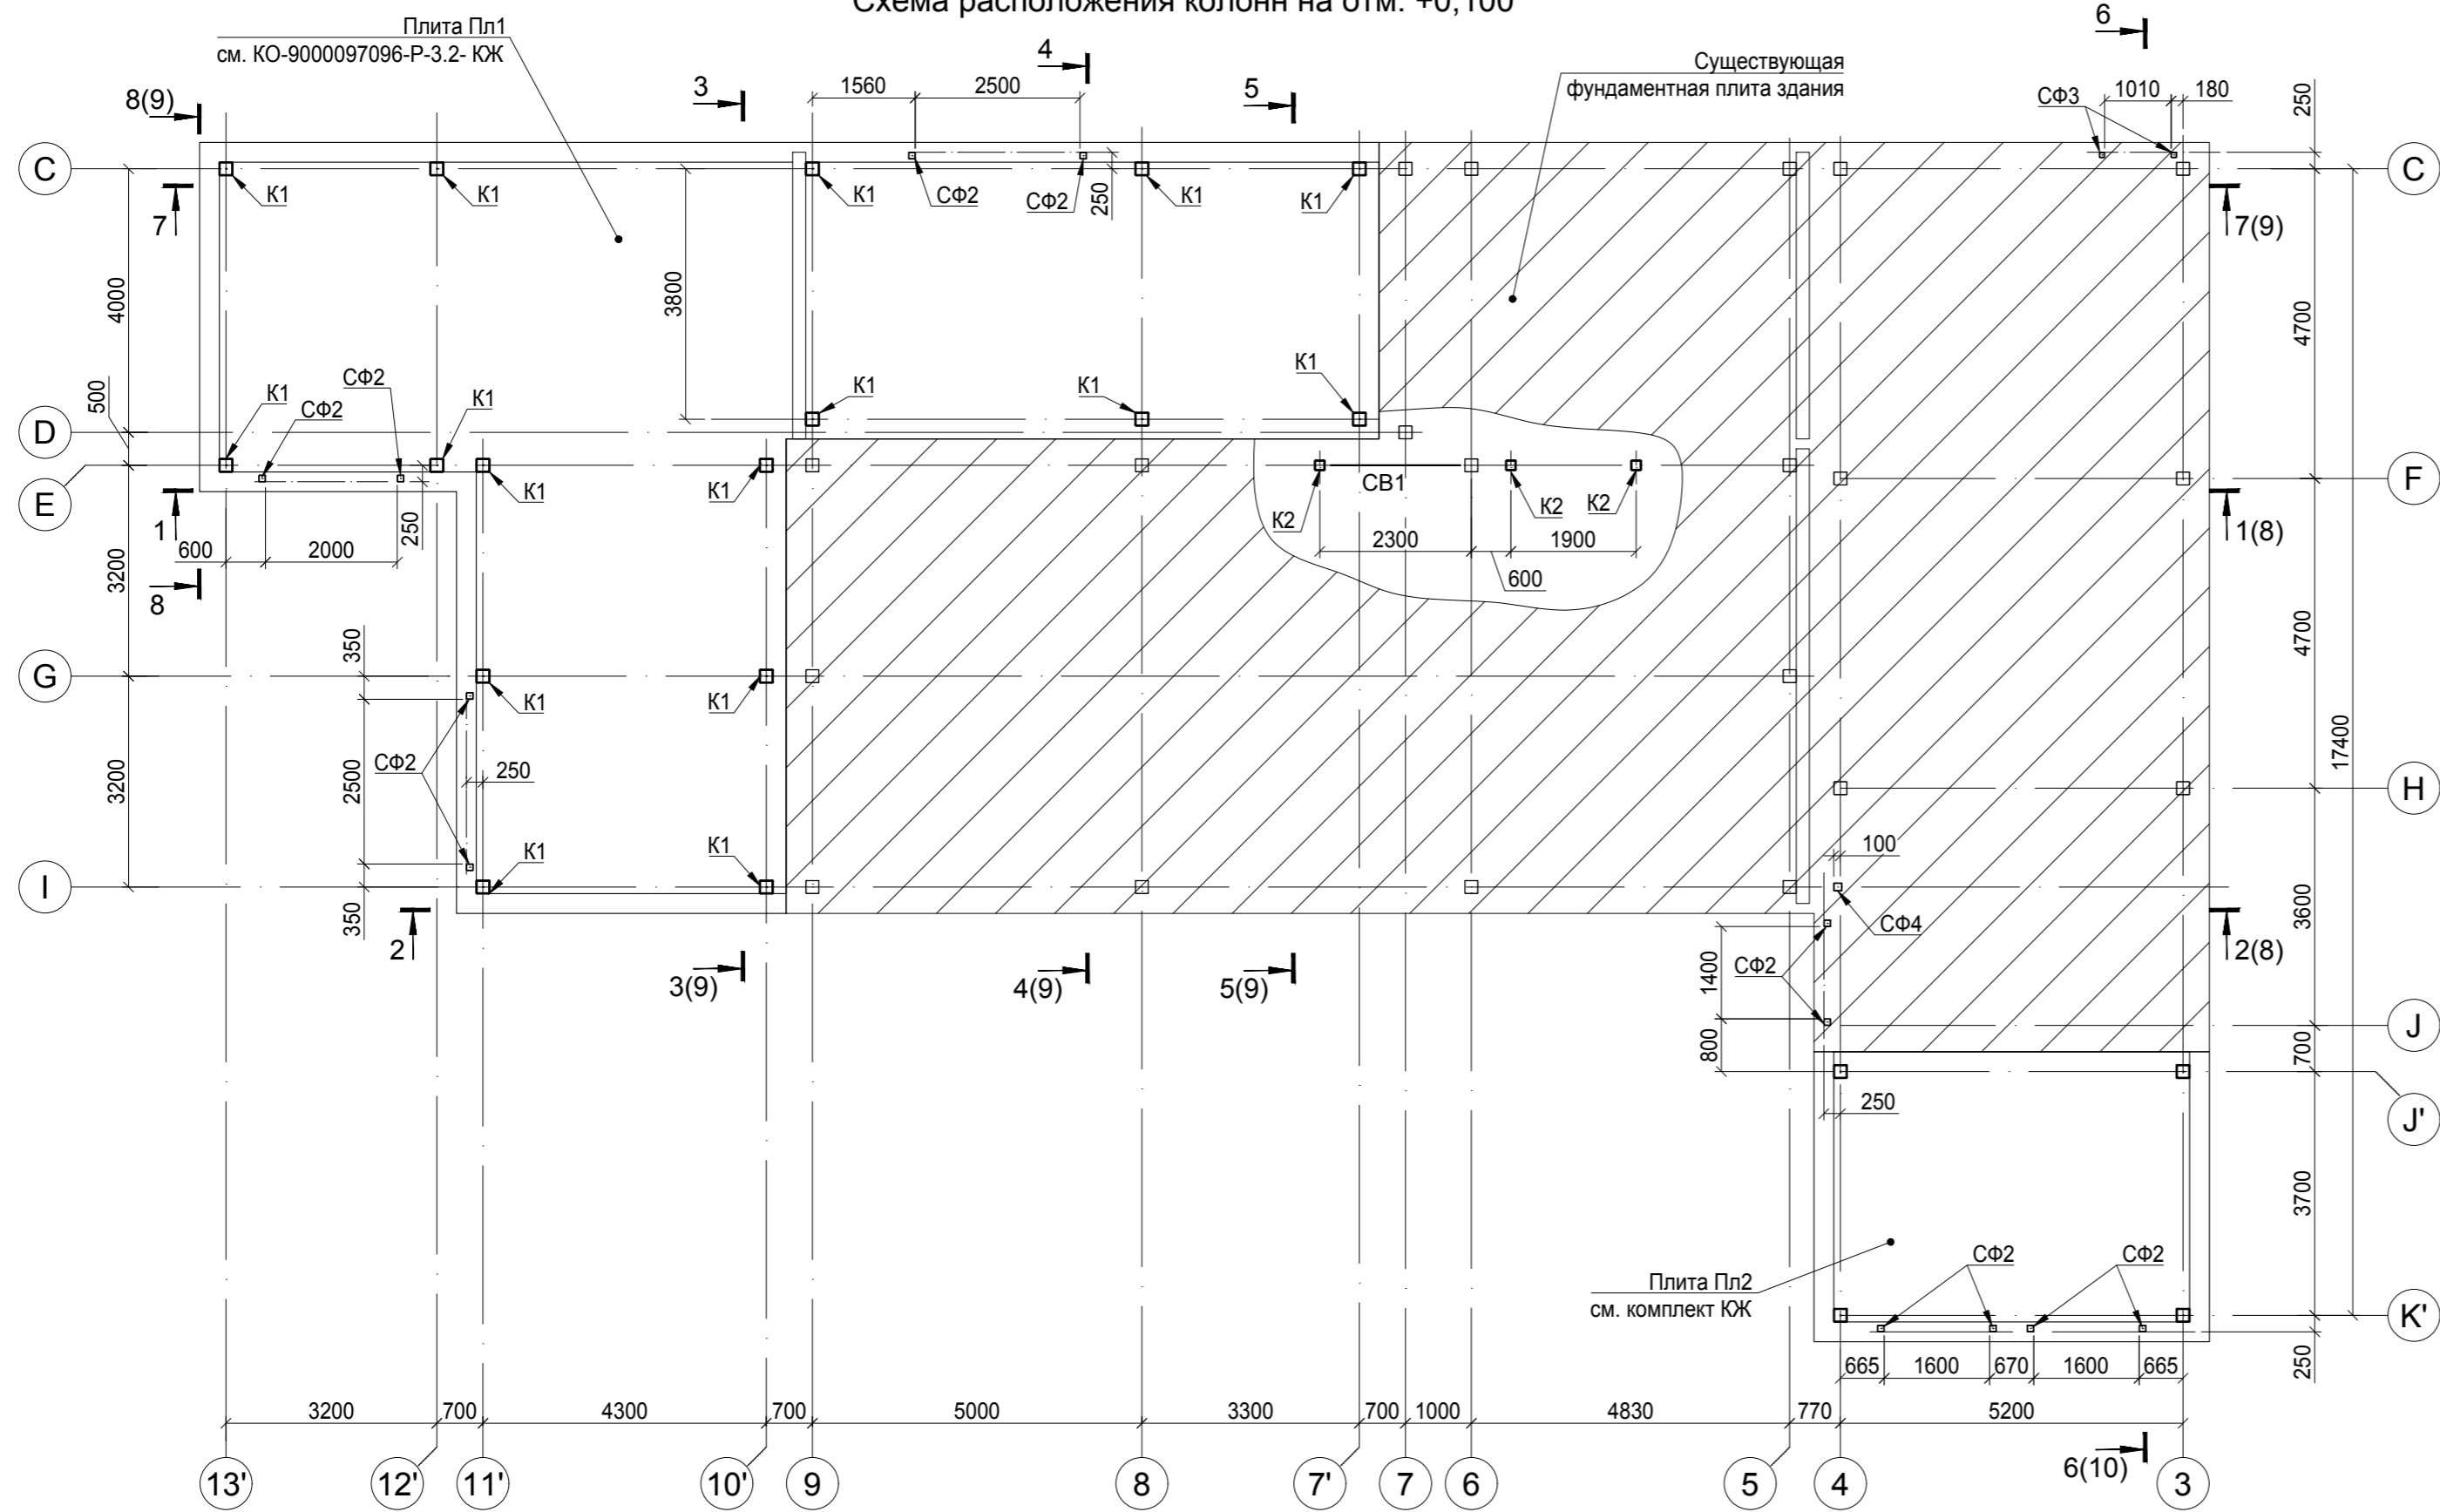 Схема расположения колонн на отм. +0,100
Плита Пл1
см. КО-9000097096-Р-3.2- КЖ
Существующая
фундаментная плита здания
8(9)
3
4
5
6
1560
2500
СФ3
1010
180
250
C
C
К1
К1
К1
СФ2
СФ2
250
К1
К1
7
7(9)
4000
3800
4700
500
К1
СФ2
СФ2
К1
К1
К1
К1
D
E
F
К1
К1
250
К2
СВ1
К2
К2
1
1(8)
600
2000
2300
1900
600
8
3200
350
4700
G
К1
К1
17400
СФ2
2500
250
3200
H
100
К1
К1
I
350
СФ4
3600
2
2(8)
3(9)
4(9)
5(9)
1400
СФ2
J
800
700
250
J'
3700
СФ2
СФ2
Плита Пл2
см. комплект КЖ
K'
665
1600
670
1600
665
250
3200
700
4300
700
5000
3300
700
1000
4830
770
5200
6(10)
13'
12'
11'
10'
9
8
7'
7
6
5
4
3